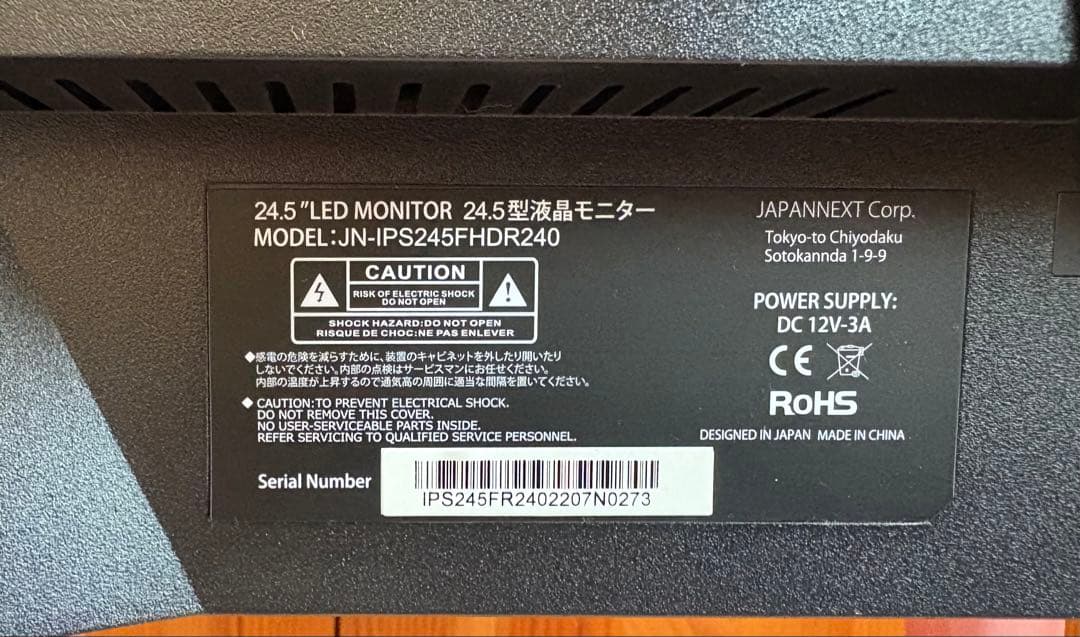 24.5"LED MONITOR 24.5型液晶モニター
MODEL:JN-IPS245FHDR240
CAUTION
RISK OF ELECTRIC SHOCK
DO NOT OPEN
SHOCK HAZARD:DO NOT OPEN
RISQUE DE CHOC:NE PAS ENLEVER
◆感電の危険を減らすために、装置のキャビネットを外したり開いたり
しないでください。内部の点検はサービスマンにお任せください。
内部の温度が上昇するので通気高の周囲に適当な間隔を置いてください。
◆ CAUTION:TO PREVENT ELECTRICAL SHOCK.
DO NOT REMOVE THIS COVER.
NO USER-SERVICEABLE PARTS INSIDE.
REFER SERVICING TO QUALIFIED SERVICE PERSONNEL.
Serial Number
IPS245FR2402207N0273
JAPANNEXT Corp.
Tokyo-to Chiyodaku
Sotokannda 1-9-9
POWER SUPPLY:
DC 12V-3A
CE
RoHS
DESIGNED IN JAPAN MADE IN CHINA